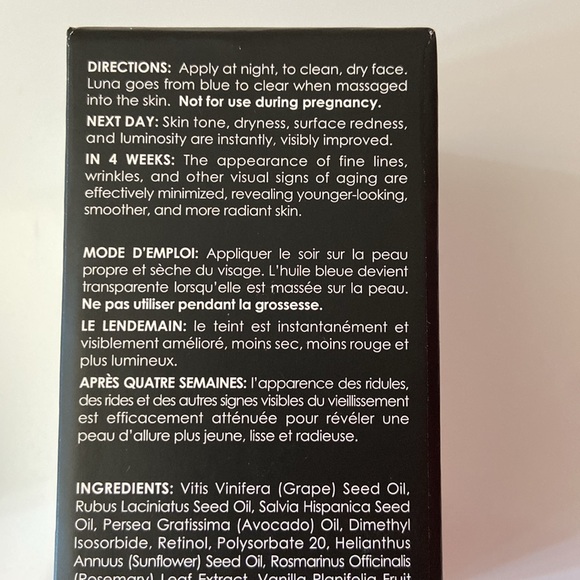 DIRECTIONS: Apply at night, to clean, dry face.
Luna goes from blue to clear when massaged
into the skin. Not for use during pregnancy.
NEXT DAY: Skin tone, dryness, surface redness,
and luminosity are instantly, visibly improved.
IN 4 WEEKS: The appearance of fine lines,
wrinkles, and other visual signs of aging are
effectively minimized, revealing younger-looking,
smoother, and more radiant skin.
MODE D'EMPLOI: Appliquer le soir sur la peau
propre et sèche du visage. L'huile bleue devient
transparente lorsqu'elle est massée sur la peau.
Ne pas utiliser pendant la grossesse.
LE LENDEMAIN: le teint est instantanément et
visiblement amélioré, moins sec, moins rouge et
plus lumineux.
APRÈS QUATRE SEMAINES: l'apparence des ridules,
des rides et des autres signes visibles du vieillissement
est efficacement atténuée pour révéler une
peau d'allure plus jeune, lisse et radieuse.
INGREDIENTS: Vitis Vinifera (Grape) Seed Oil,
Rubus Laciniatus Seed Oil, Salvia Hispanica Seed
Oil, Persea Gratissima (Avocado) Oil, Dimethyl
Isosorbide, Retinol, Polysorbate 20, Helianthus
Annuus (Sunflower) Seed Oil, Rosmarinus Officinalis
(Rosemary) Leaf Extract, Vanilla Planifolia Fruit